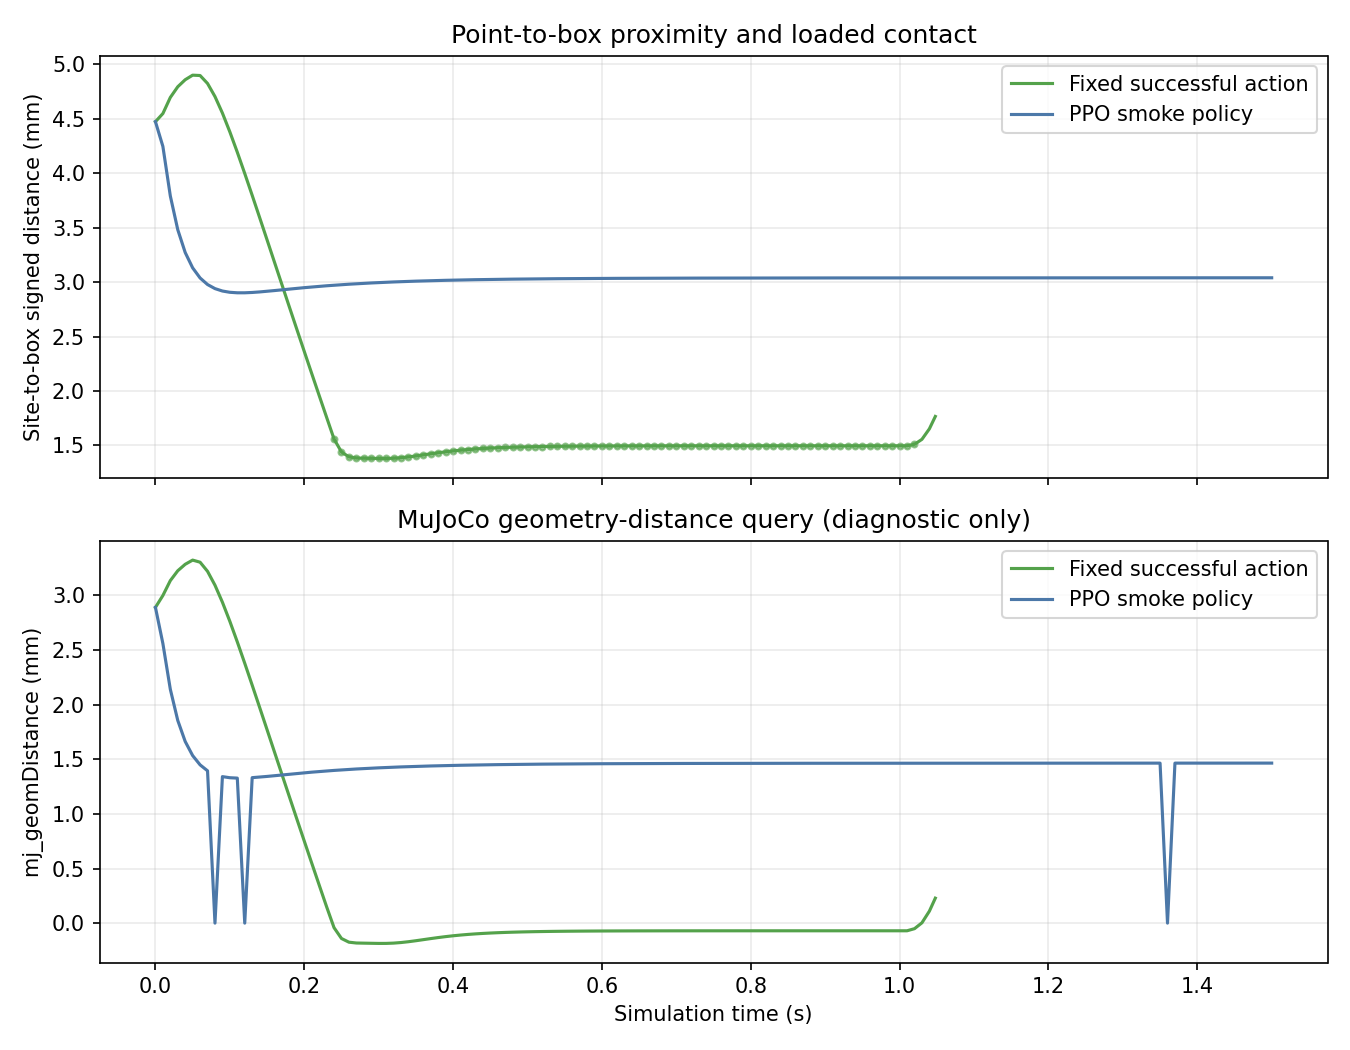 Point-to-box proximity and loaded contact
Site-to-box signed distance (mm)
5.0
4.5
4.0
3.5
3.0
2.5
2.0
1.5
Fixed successful action
PPO smoke policy
MuJoCo geometry-distance query (diagnostic only)
mj_geomDistance (mm)
3.0
2.5
2.0
1.5
1.0
0.5
0.0
Fixed successful action
PPO smoke policy
0.0 0.2 0.4 0.6 0.8 1.0 1.2 1.4
Simulation time (s)